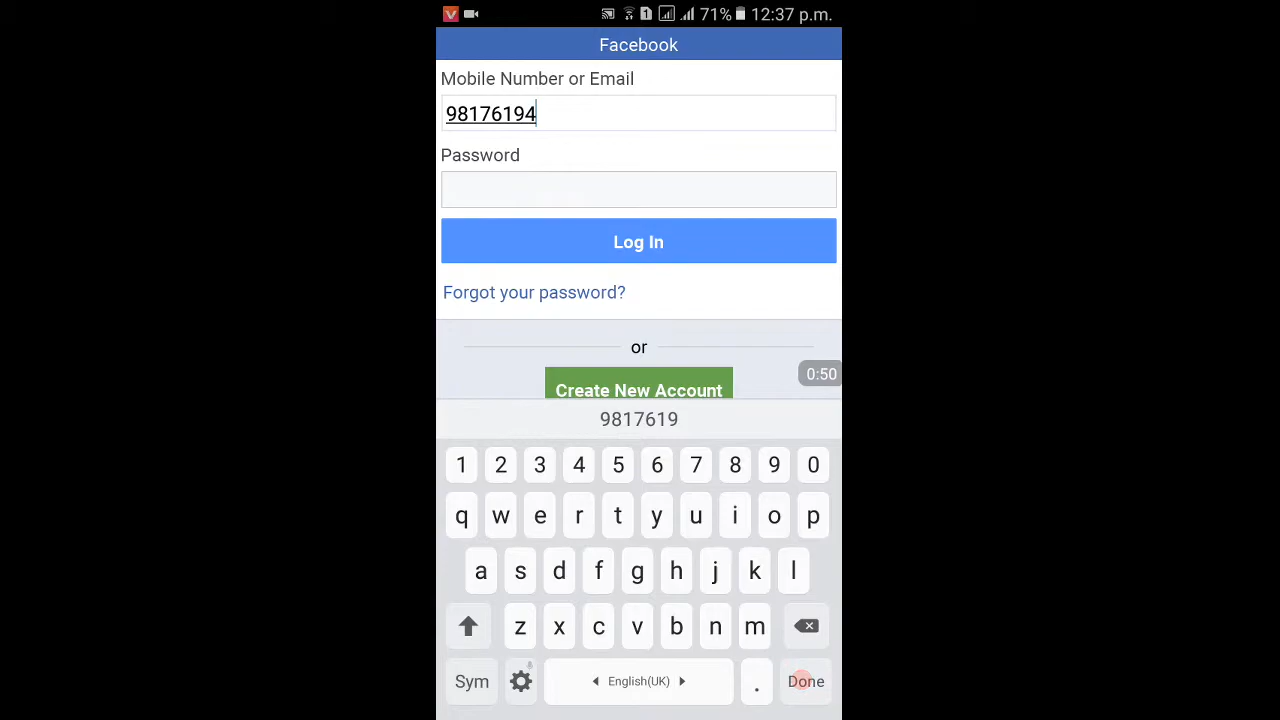 71% 12:37 p.m.
Facebook
Mobile Number or Email
98176194
Password
Log In
Forgot your password?
or
0:50
Create New Account
9817619
1 2 3 4 5 6 7 8 9 0
q w e r t y u i o p
a s d f g h j k l
z x c v b n m
Sym English(UK) . Done